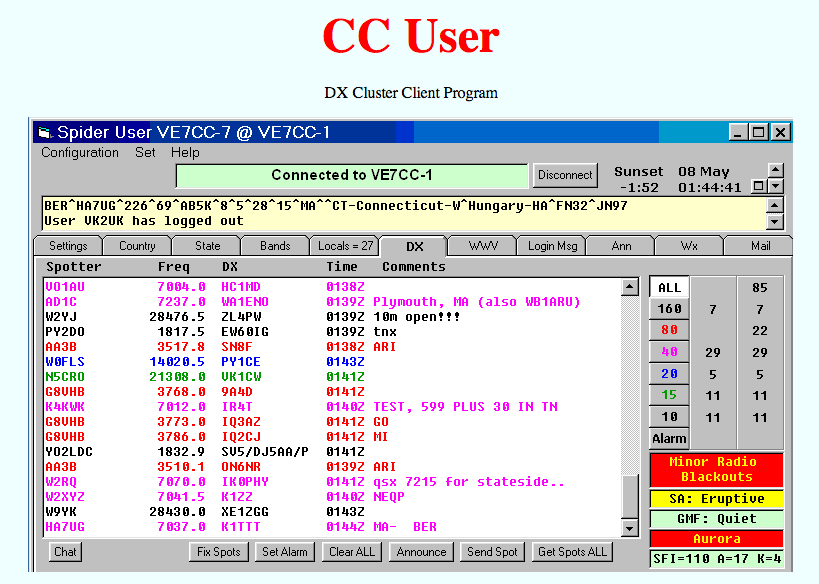 CC User
DX Cluster Client Program
Spider User VE7CC-7 @ VE7CC-1
Configuration Set Help
Connected to VE7CC-1 Disconnect Sunset 08 May
-1:52 01:44:41
BER^HA7UG^226^69^AB5K^8^5^28^15^MA^^CT-Connecticut-W^Hungary-HA^FN32^JN97
User VK2UK has logged out
Settings Country State Bands Locals = 27 DX WWV Login Msg Ann Wx Mail
Spotter Freq DX Time Comments
VO1AU 7004.0 HC1MD 0138Z
AD1C 7237.0 WA1ENO 0139Z Plymouth, MA (also WB1ARU)
W2YJ 28476.5 ZL4PW 0139Z 10m open!!!
PY2DO 1817.5 EW60IG 0139Z tnx
AA3B 3517.8 SN8F 0138Z ARI
W0FLS 14020.5 PY1CE 0143Z
N5CRO 21308.0 VK1CW 0141Z
G8VHB 3768.0 9A4D 0141Z
K4KWK 7012.0 IR4T 0140Z TEST, 599 PLUS 30 IN TN
G8VHB 3773.0 IQ3AZ 0141Z GO
G8VHB 3786.0 IQ2CJ 0141Z MI
YO2LDC 1832.9 SV5/DJ5AA/P 0141Z
AA3B 3510.1 ON6NR 0139Z ARI
W2RQ 7070.0 IK0PHY 0141Z qsx 7215 for stateside..
W2XYZ 7041.5 K1ZZ 0140Z NEQP
W9YK 28430.0 XE1ZGG 0143Z
HA7UG 7037.0 K1TTT 0144Z MA- BER
ALL 85
160 7 7
80 22
40 29 29
20 5 5
15 11 11
10 11 11
Alarm
Minor Radio
Blackouts
SA: Eruptive
GMF: Quiet
Aurora
SFI=110 A=17 K=4
Chat Fix Spots Set Alarm Clear ALL Announce Send Spot Get Spots ALL